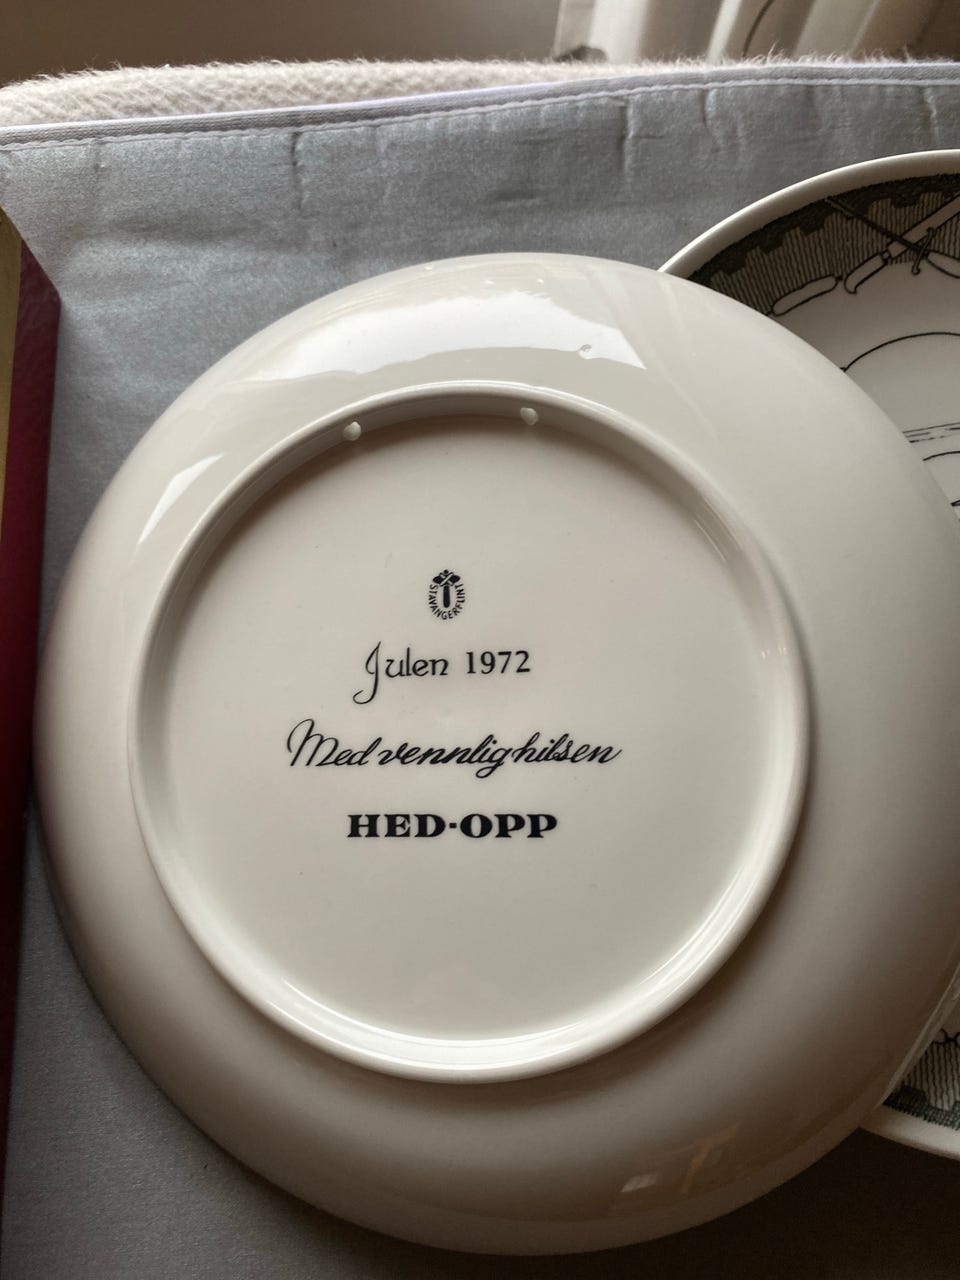 STAVANGERFLINT
Julen 1972
Med vennlig hilsen
HED-OPP